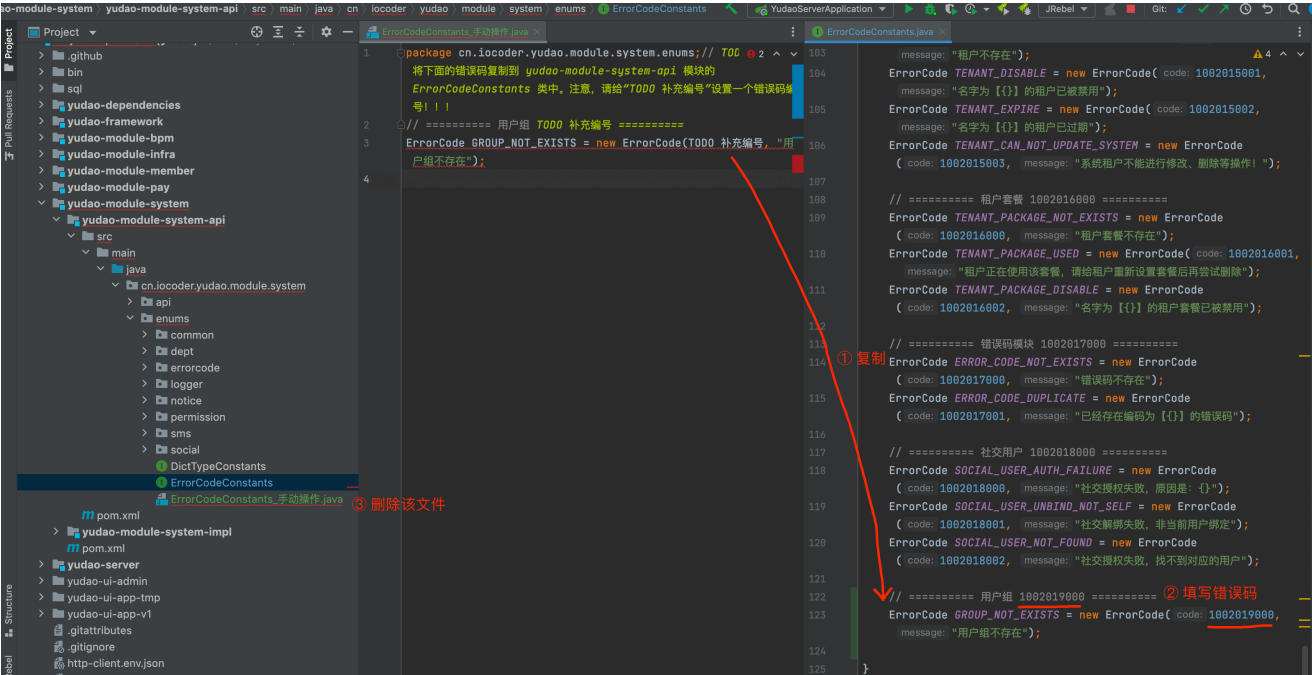 ao-module-system yudao-module-system-api src main java cn iocoder yudao module system enums ErrorCodeConstants YudaoServerApplication JRebel Git:
Project
ErrorCodeConstants_手动操作.java
ErrorCodeConstants.java
Project
Pull Requests
Structure
.github
bin
sql
yudao-dependencies
yudao-framework
yudao-module-bpm
yudao-module-infra
yudao-module-member
yudao-module-pay
yudao-module-system
yudao-module-system-api
src
main
java
cn.iocoder.yudao.module.system
api
enums
common
dept
errorcode
logger
notice
permission
sms
social
DictTypeConstants
ErrorCodeConstants
ErrorCodeConstants_手动操作.java
③ 删除该文件
pom.xml
yudao-module-system-impl
pom.xml
yudao-server
yudao-ui-admin
yudao-ui-app-tmp
yudao-ui-app-v1
.gitattributes
.gitignore
http-client.env.json
1 package cn.iocoder.yudao.module.system.enums;// TOD 2
将下面的错误码复制到 yudao-module-system-api 模块的
ErrorCodeConstants 类中。注意,请给“TODO 补充编号”设置一个错误码编
号!!!
2 // ========== 用户组 TODO 补充编号 ==========
3 ErrorCode GROUP_NOT_EXISTS = new ErrorCode(TODO 补充编号, "用
户组不存在");
4
① 复制
103 message: "租户不存在"); 4
104 ErrorCode TENANT_DISABLE = new ErrorCode( code: 1002015001,
message: "名字为【{}】的租户已被禁用");
105 ErrorCode TENANT_EXPIRE = new ErrorCode( code: 1002015002,
message: "名字为【{}】的租户已过期");
106 ErrorCode TENANT_CAN_NOT_UPDATE_SYSTEM = new ErrorCode
( code: 1002015003, message: "系统租户不能进行修改、删除等操作!");
107
108 // ========== 租户套餐 1002016000 ==========
109 ErrorCode TENANT_PACKAGE_NOT_EXISTS = new ErrorCode
( code: 1002016000, message: "租户套餐不存在");
110 ErrorCode TENANT_PACKAGE_USED = new ErrorCode( code: 1002016001,
message: "租户正在使用该套餐,请给租户重新设置套餐后再尝试删除");
111 ErrorCode TENANT_PACKAGE_DISABLE = new ErrorCode
( code: 1002016002, message: "名字为【{}】的租户套餐已被禁用");
112
113 // ========== 错误码模块 1002017000 ==========
114 ErrorCode ERROR_CODE_NOT_EXISTS = new ErrorCode
( code: 1002017000, message: "错误码不存在");
115 ErrorCode ERROR_CODE_DUPLICATE = new ErrorCode
( code: 1002017001, message: "已经存在编码为【{}】的错误码");
116
117 // ========== 社交用户 1002018000 ==========
118 ErrorCode SOCIAL_USER_AUTH_FAILURE = new ErrorCode
( code: 1002018000, message: "社交授权失败,原因是:{}");
119 ErrorCode SOCIAL_USER_UNBIND_NOT_SELF = new ErrorCode
( code: 1002018001, message: "社交解绑失败,非当前用户绑定");
120 ErrorCode SOCIAL_USER_NOT_FOUND = new ErrorCode
( code: 1002018002, message: "社交授权失败,找不到对应的用户");
121
122 // ========== 用户组 1002019000 ========== ② 填写错误码
123 ErrorCode GROUP_NOT_EXISTS = new ErrorCode( code: 1002019000,
message: "用户组不存在");
124
125 }